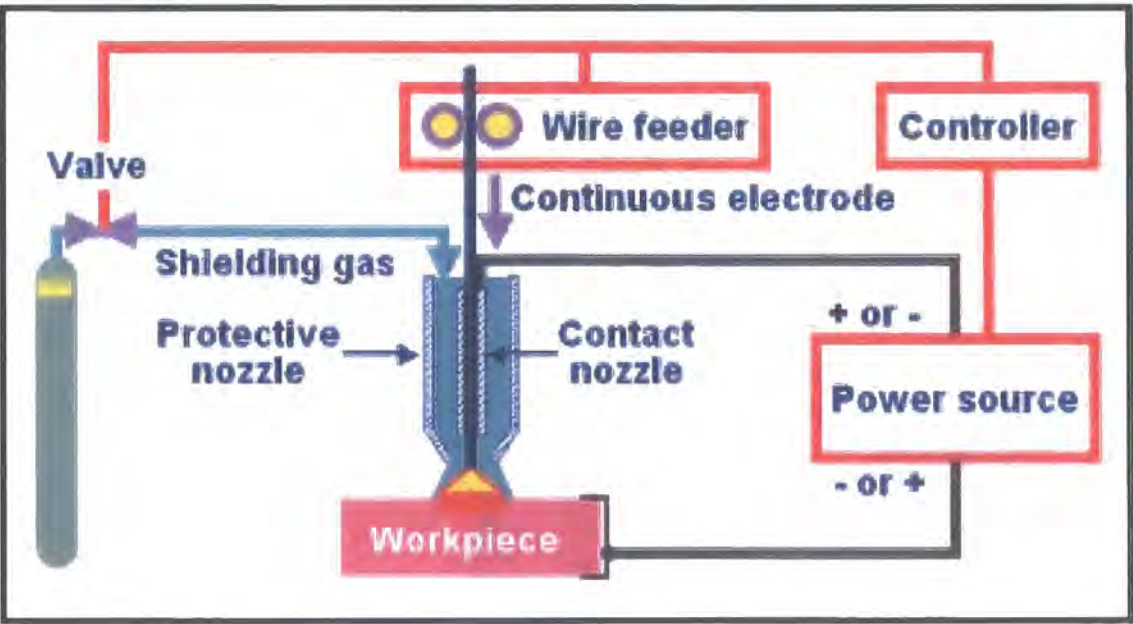 Wire feeder
Controller
Valve
Continuous electrode
Shielding gas
+ or -
Protective
nozzle
Contact
nozzle
Power source
- or +
Workpiece